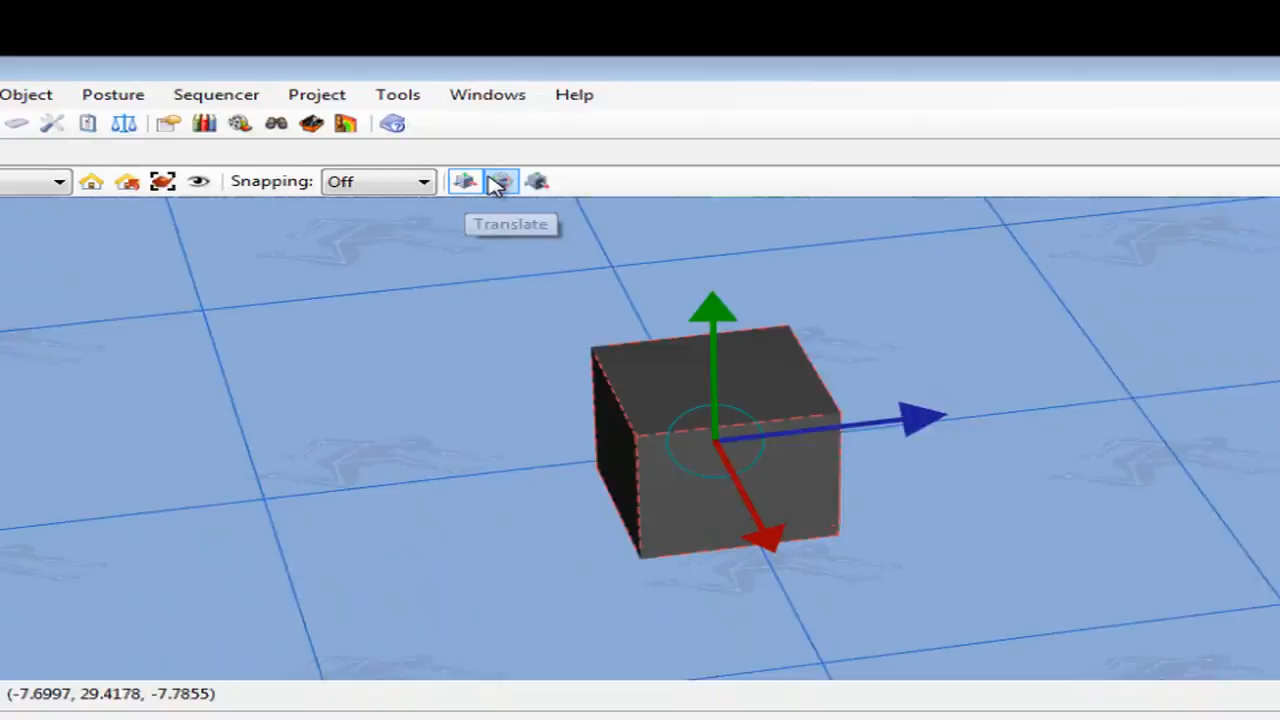 Object Posture Sequencer Project Tools Windows Help
Snapping: Off
Translate
(-7.6997, 29.4178, -7.7855)